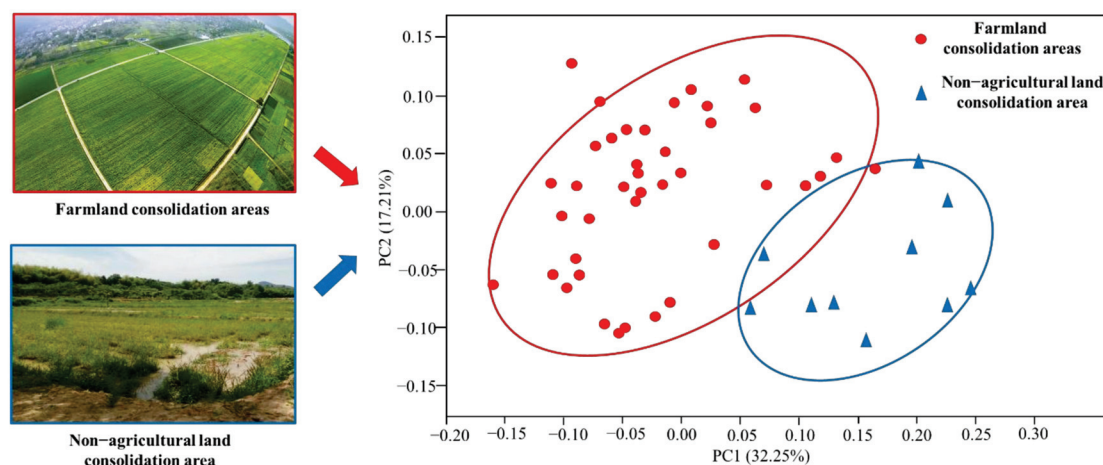 Farmland consolidation areas
Non−agricultural land
consolidation area
PC2 (17.21%)
0.15
0.10
0.05
0.00
−0.05
−0.10
−0.15
−0.20
−0.10
−0.05
0.00
0.05
0.10
0.15
0.20
0.25
0.30
PC1 (32.25%)
Farmland
consolidation areas
Non−agricultural land
consolidation area